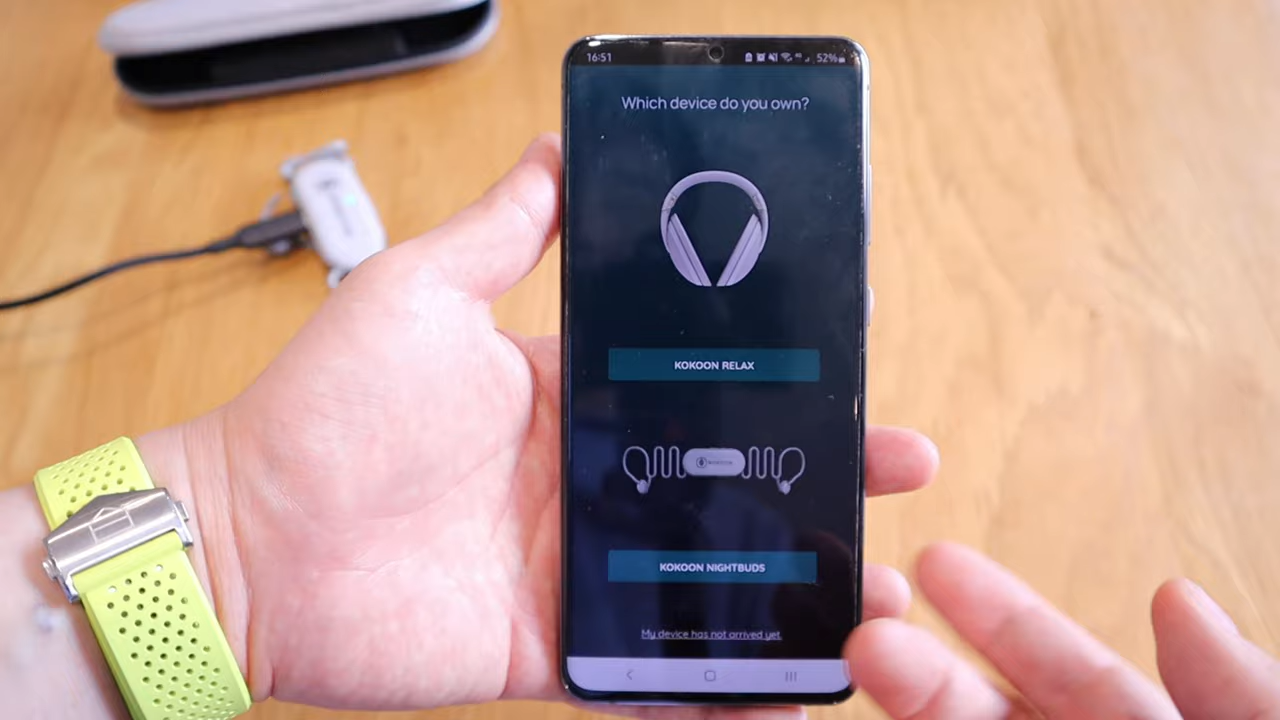 16:51
52%
Which device do you own?
KOKOON RELAX
KOKOON NIGHTBUDS
My device has not arrived yet.